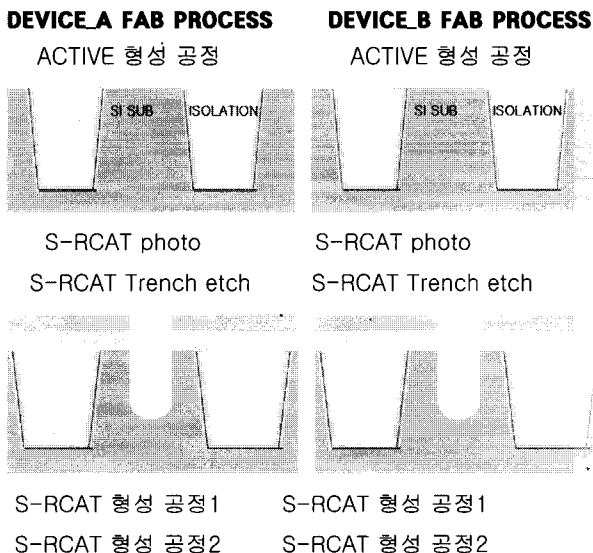 DEVICE_A FAB PROCESS DEVICE_B FAB PROCESS
ACTIVE 형성 공정 ACTIVE 형성 공정
SI SUB ISOLATION SI SUB ISOLATION
S-RCAT photo S-RCAT photo
S-RCAT Trench etch S-RCAT Trench etch
S-RCAT 형성 공정1 S-RCAT 형성 공정1
S-RCAT 형성 공정2 S-RCAT 형성 공정2